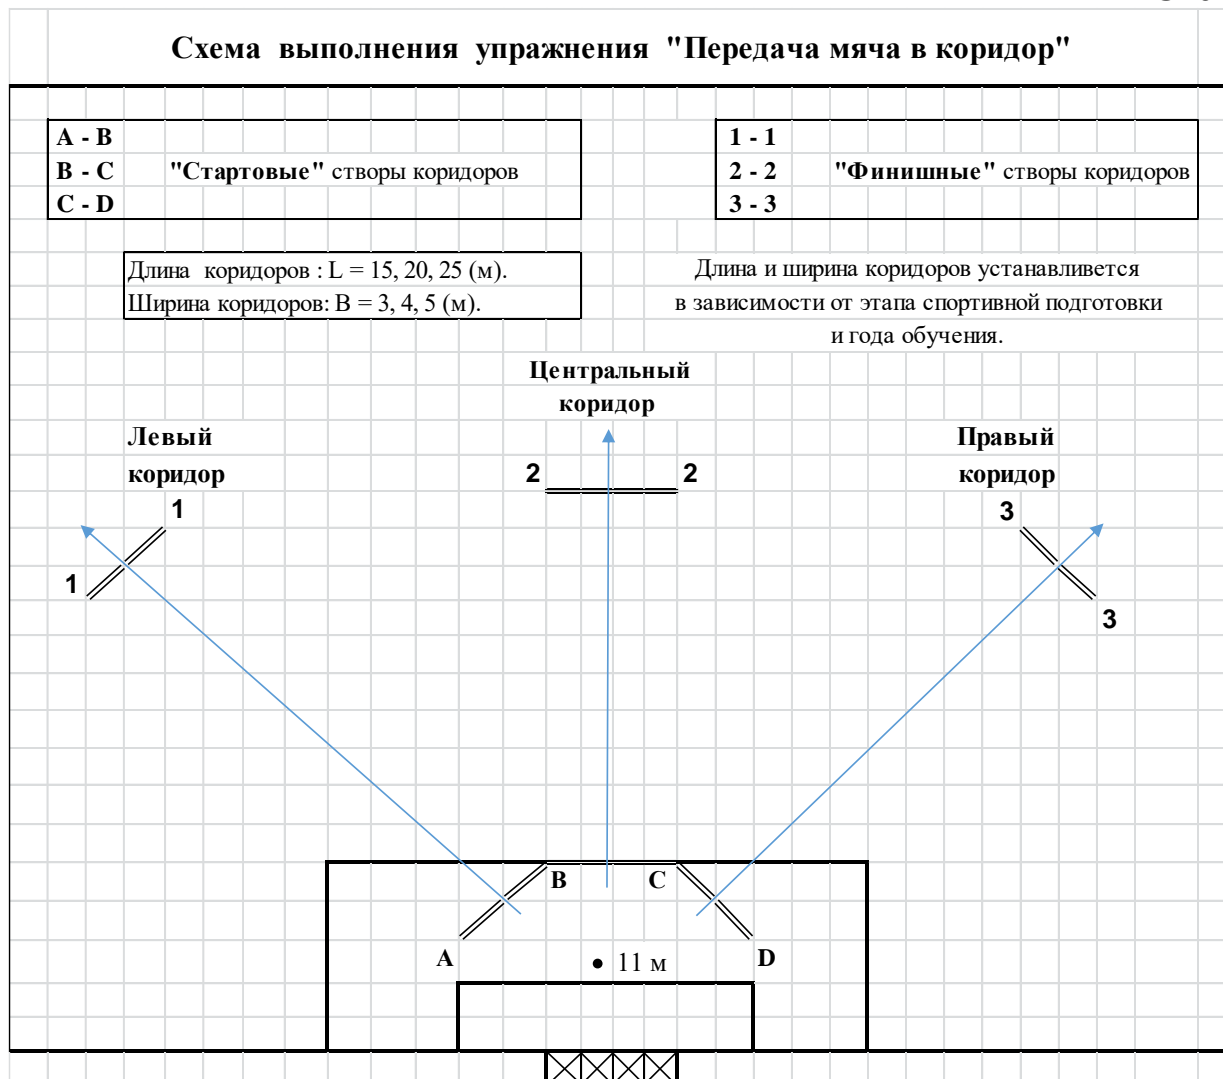 Схема выполнения упражнения "Передача мяча в коридор"
A - B
B - C "Стартовые" створы коридоров
C - D
1 - 1
2 - 2 "Финишные" створы коридоров
3 - 3
Длина коридоров : L = 15, 20, 25 (м).
Ширина коридоров: B = 3, 4, 5 (м).
Длина и ширина коридоров устанавливется
в зависимости от этапа спортивной подготовки
и года обучения.
Центральный
коридор
Левый
коридор
Правый
коридор
2 2
1
3
1
3
B C
A D
11 м